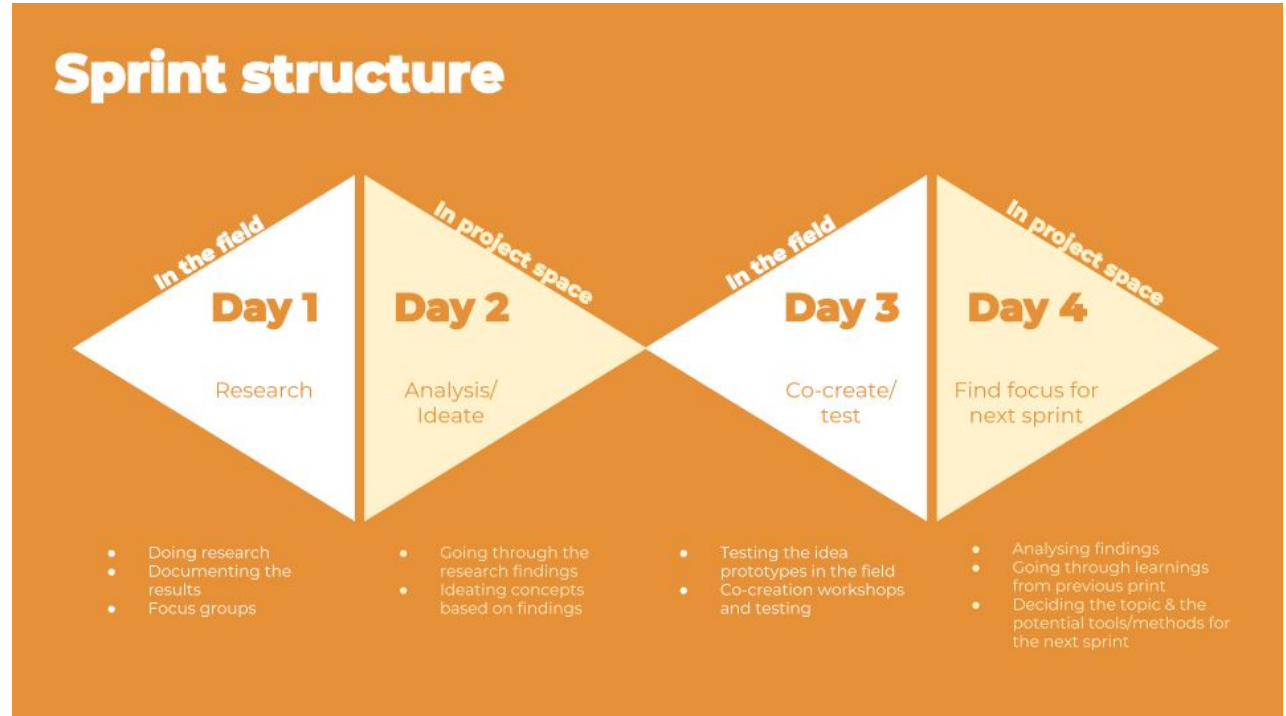 Sprint structure
In the field
Day 1
Research
In project space
Day 2
Analysis/
Ideate
In the field
Day 3
Co-create/
test
In project space
Day 4
Find focus for
next sprint
● Doing research
● Documenting the
results
● Focus groups
● Going through the
research findings
● Ideating concepts
based on findings
● Testing the idea
prototypes in the field
● Co-creation workshops
and testing
● Analysing findings
● Going through learnings
from previous print
● Deciding the topic & the
potential tools/methods for
the next sprint